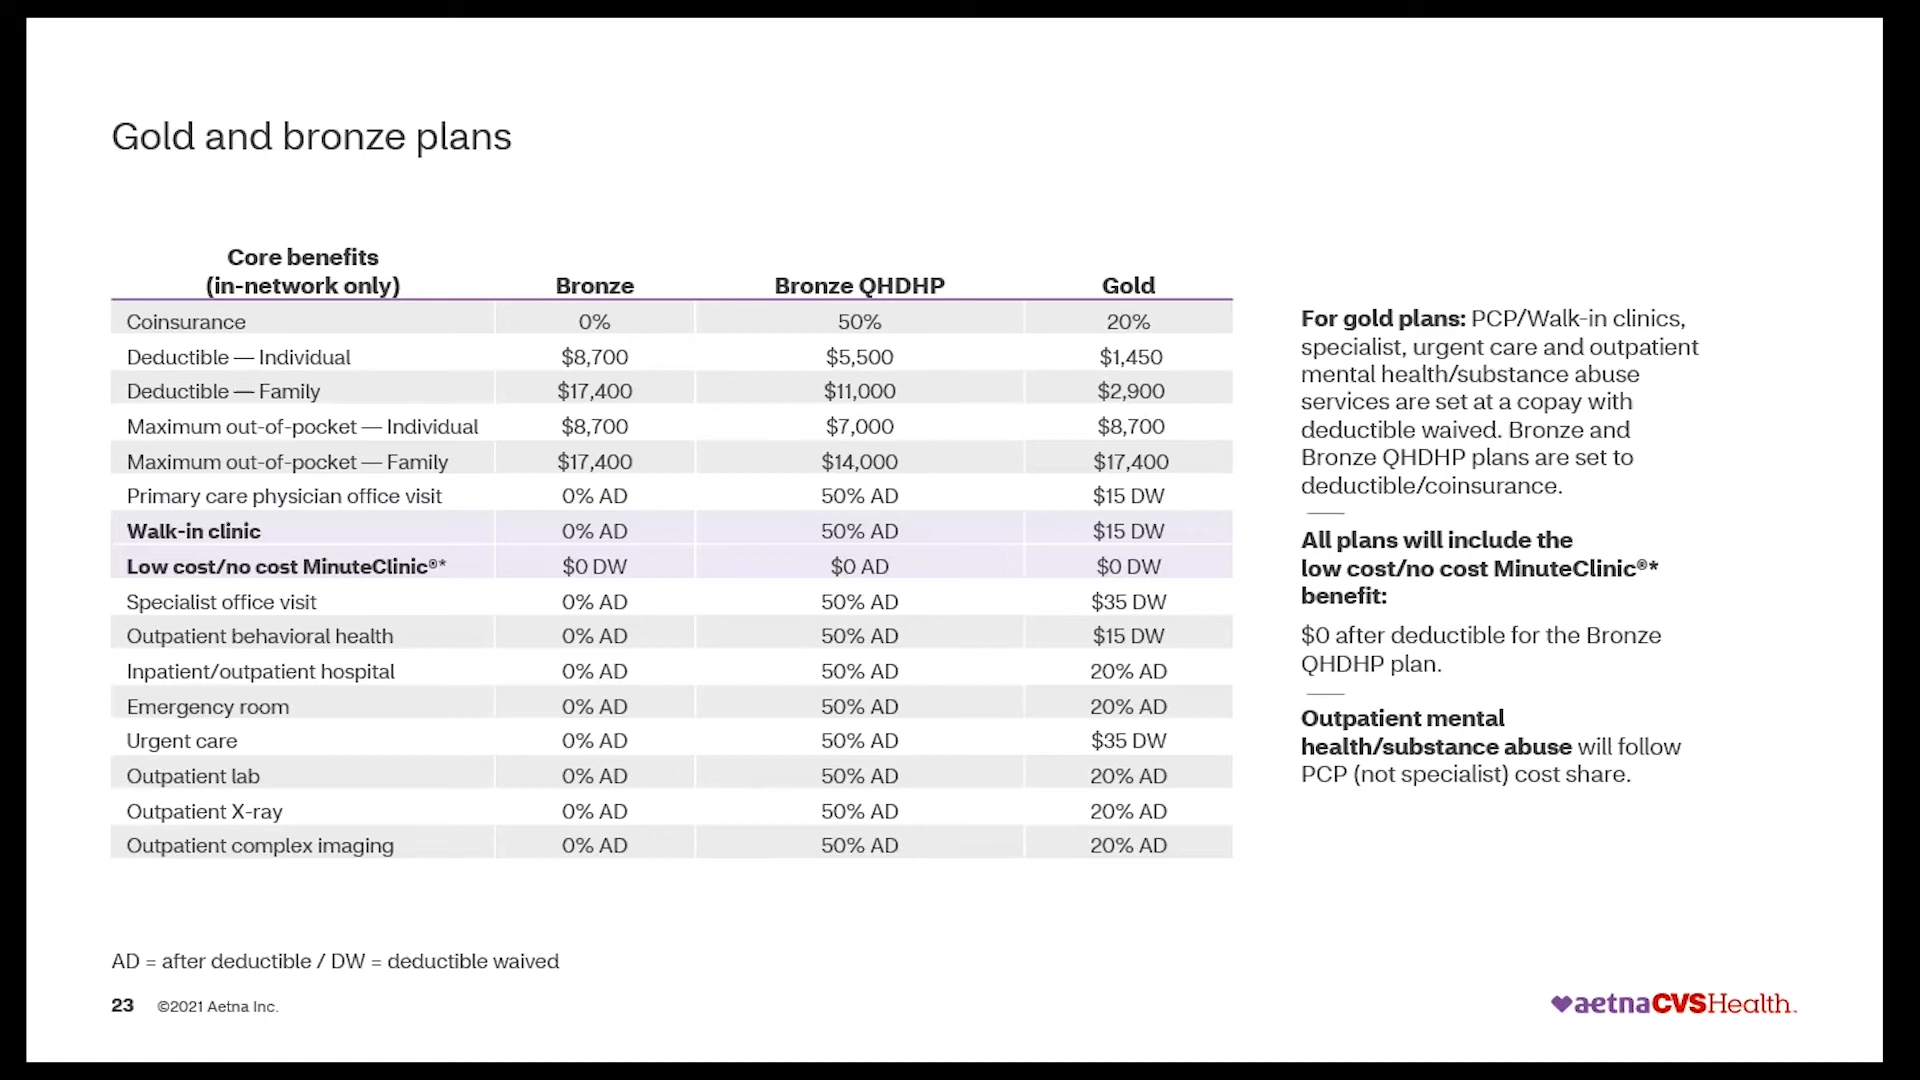 Gold and bronze plans
Core benefits
(in-network only) Bronze Bronze QHDHP Gold
Coinsurance 0% 50% 20%
Deductible — Individual $8,700 $5,500 $1,450
Deductible — Family $17,400 $11,000 $2,900
Maximum out-of-pocket — Individual $8,700 $7,000 $8,700
Maximum out-of-pocket — Family $17,400 $14,000 $17,400
Primary care physician office visit 0% AD 50% AD $15 DW
Walk-in clinic 0% AD 50% AD $15 DW
Low cost/no cost MinuteClinic®* $0 DW $0 AD $0 DW
Specialist office visit 0% AD 50% AD $35 DW
Outpatient behavioral health 0% AD 50% AD $15 DW
Inpatient/outpatient hospital 0% AD 50% AD 20% AD
Emergency room 0% AD 50% AD 20% AD
Urgent care 0% AD 50% AD $35 DW
Outpatient lab 0% AD 50% AD 20% AD
Outpatient X-ray 0% AD 50% AD 20% AD
Outpatient complex imaging 0% AD 50% AD 20% AD
For gold plans: PCP/Walk-in clinics,
specialist, urgent care and outpatient
mental health/substance abuse
services are set at a copay with
deductible waived. Bronze and
Bronze QHDHP plans are set to
deductible/coinsurance.
All plans will include the
low cost/no cost MinuteClinic®*
benefit:
$0 after deductible for the Bronze
QHDHP plan.
Outpatient mental
health/substance abuse will follow
PCP (not specialist) cost share.
AD = after deductible / DW = deductible waived
23 ©2021 Aetna Inc.
aetna CVSHealth.